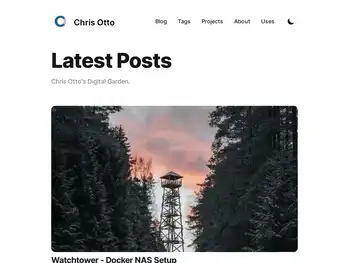 Chris Otto
Blog Tags Projects About Uses
Latest Posts
Chris Otto's Digital Garden.
Watchtower - Docker NAS Setup